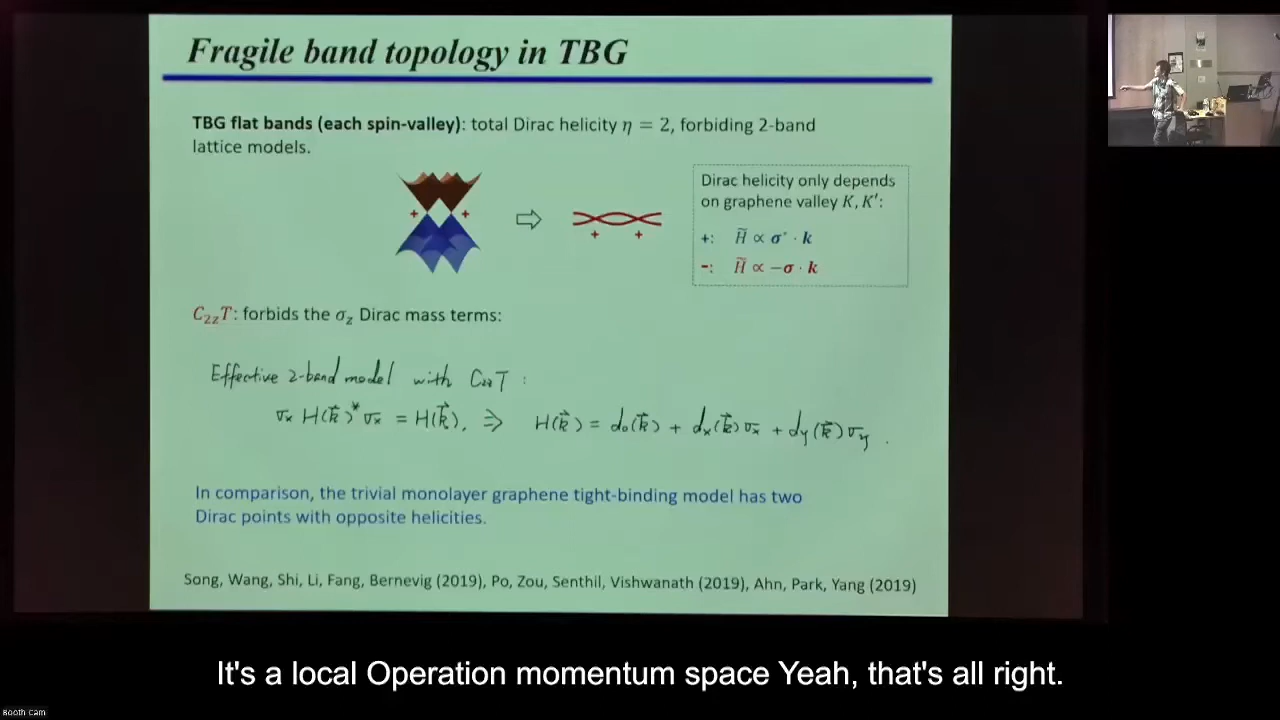 Fragile band topology in TBG
TBG flat bands (each spin-valley): total Dirac helicity η = 2, forbiding 2-band
lattice models.
Dirac helicity only depends
on graphene valley K, K′:
+: H̃ ∝ σ* · k
-: H̃ ∝ −σ · k
+ +
+ +
C₂zT: forbids the σz Dirac mass terms:
Effective 2-band model with C₂zT :
σx H(k⃗)* σx = H(k⃗), ⇒ H(k⃗) = d₀(k⃗) + dx(k⃗)σx + dy(k⃗)σy .
In comparison, the trivial monolayer graphene tight-binding model has two
Dirac points with opposite helicities.
Song, Wang, Shi, Li, Fang, Bernevig (2019), Po, Zou, Senthil, Vishwanath (2019), Ahn, Park, Yang (2019)
It's a local Operation momentum space Yeah, that's all right.
Booth Cam